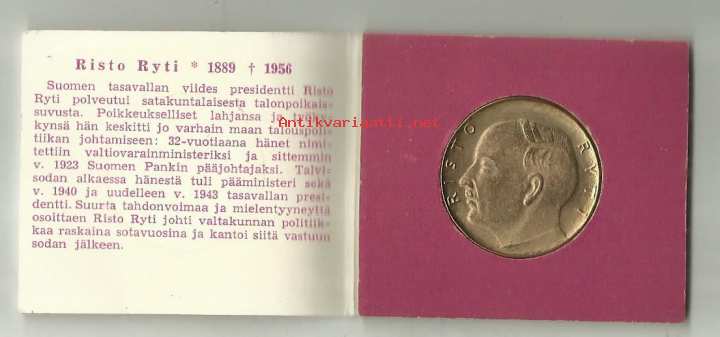 Risto Ryti * 1889 † 1956
Suomen tasavallan viides presidentti Risto
Ryti polveutui satakuntalaisesta talonpoikais-
suvusta. Poikkeukselliset lahjansa ja
kynsä hän keskitti jo varhain maan talouspoli-
tiikan johtamiseen: 32-vuotiaana hänet nimi-
tettiin valtiovarainministeriksi ja sittemmin
v. 1923 Suomen Pankin pääjohtajaksi. Talvi-
sodan alkaessa hänestä tuli pääministeri sekä
v. 1940 ja uudelleen v. 1943 tasavallan presi-
dentti. Suurta tahdonvoimaa ja mielentyyneyttä
osoittaen Risto Ryti johti valtakunnan politiik-
kaa raskaina sotavuosina ja kantoi siitä vastuun
sodan jälkeen.
Antikvariaatti.net
RISTO RYTI